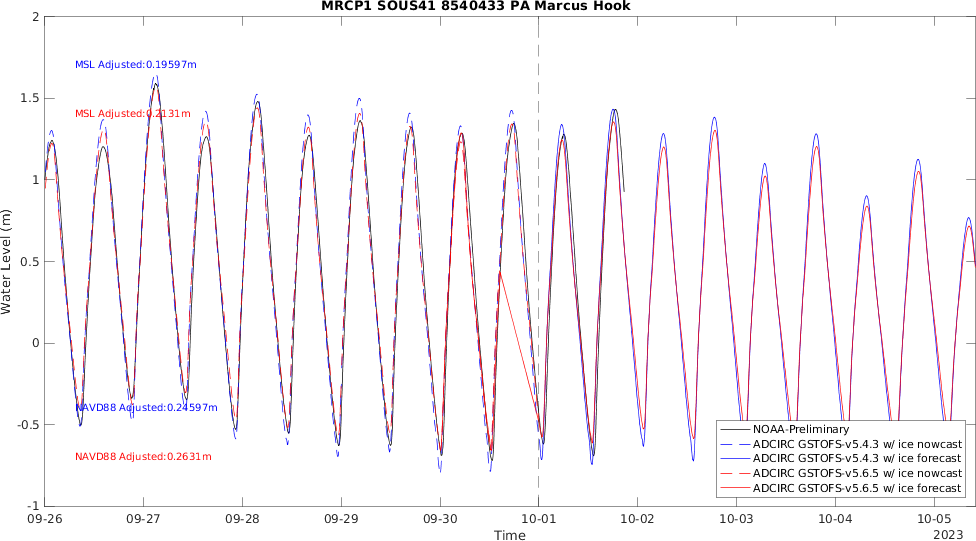 MRCP1 SOUS41 8540433 PA Marcus Hook
2
1.5
1
0.5
0
-0.5
-1
Water Level (m)
MSL Adjusted:0.19597m
MSL Adjusted:0.2131m
NAVD88 Adjusted:0.24597m
NAVD88 Adjusted:0.2631m
NOAA-Preliminary
ADCIRC GSTOFS-v5.4.3 w/ ice nowcast
ADCIRC GSTOFS-v5.4.3 w/ ice forecast
ADCIRC GSTOFS-v5.6.5 w/ ice nowcast
ADCIRC GSTOFS-v5.6.5 w/ ice forecast
09-26 09-27 09-28 09-29 09-30 10-01 10-02 10-03 10-04 10-05
2023
Time